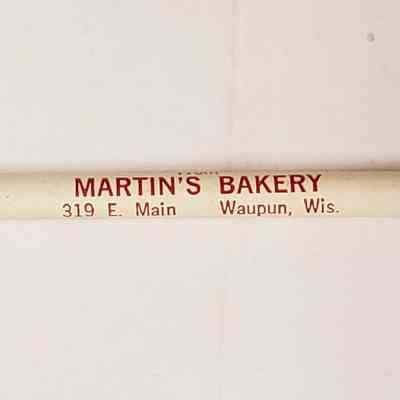 MARTIN'S BAKERY
319 E. Main Waupun, Wis.